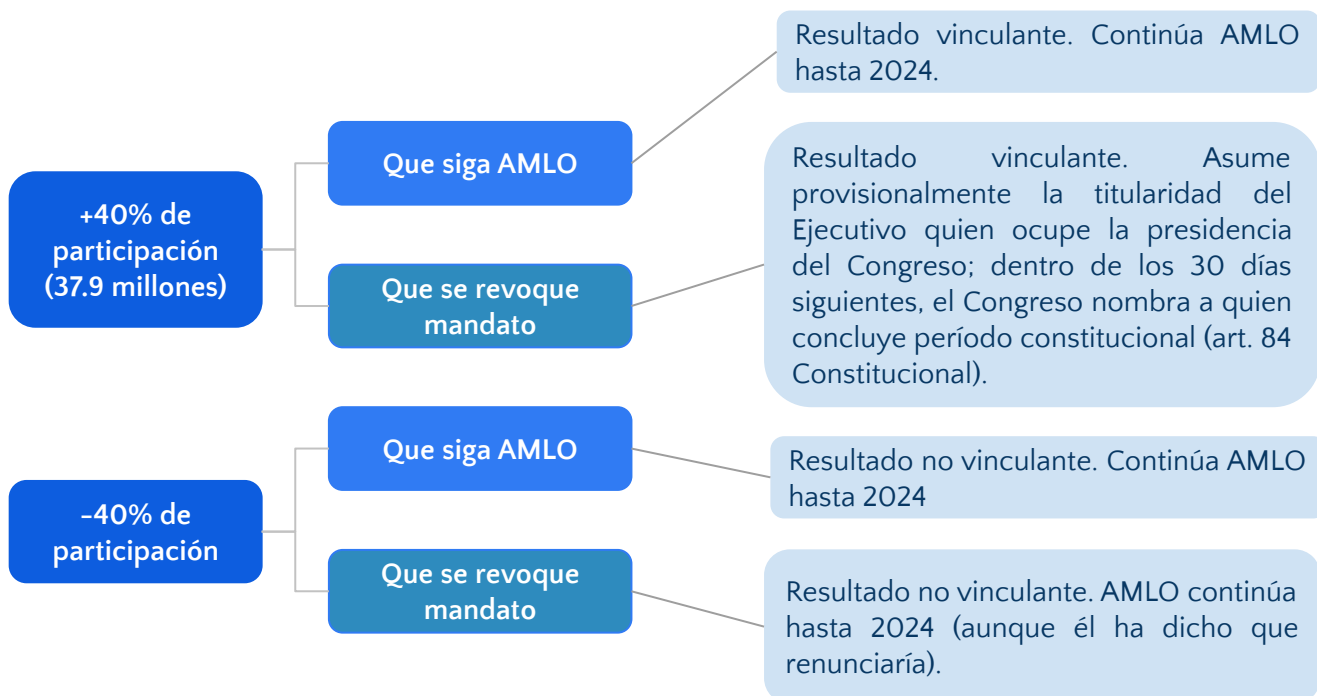 +40% de
participación
(37.9 millones)
Que siga AMLO
Resultado vinculante. Continúa AMLO
hasta 2024.
Que se revoque
mandato
Resultado vinculante. Asume
provisionalmente la titularidad del
Ejecutivo quien ocupe la presidencia
del Congreso; dentro de los 30 días
siguientes, el Congreso nombra a quien
concluye período constitucional (art. 84
Constitucional).
-40% de
participación
Que siga AMLO
Resultado no vinculante. Continúa AMLO
hasta 2024
Que se revoque
mandato
Resultado no vinculante. AMLO continúa
hasta 2024 (aunque él ha dicho que
renunciaría).